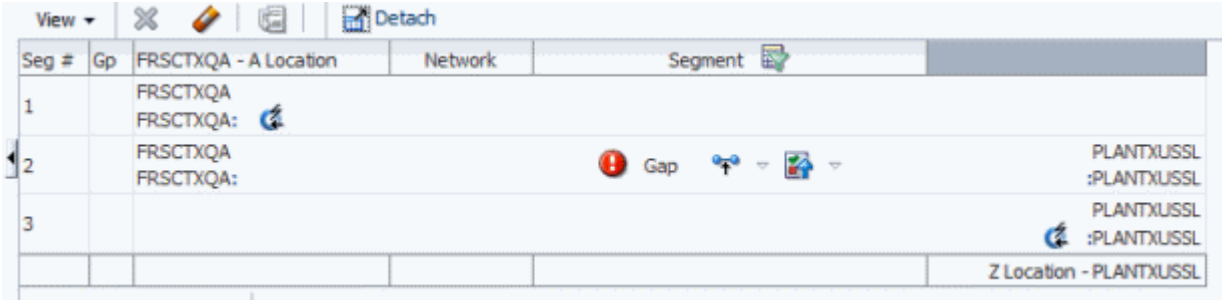 View Detach
Seg # Gp FRSCTXQA - A Location Network Segment
1 FRSCTXQA
FRSCTXQA:
2 FRSCTXQA Gap PLANTXUSSL
FRSCTXQA: :PLANTXUSSL
3 PLANTXUSSL
:PLANTXUSSL
Z Location - PLANTXUSSL